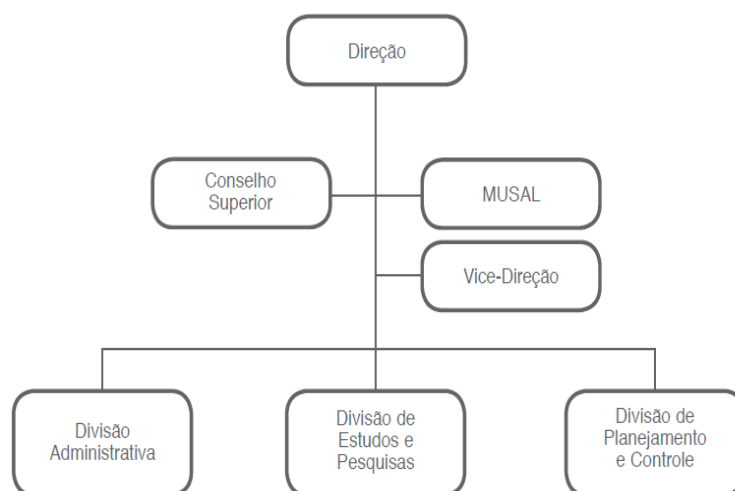 Direção
Conselho
Superior
MUSAL
Vice-Direção
Divisão
Administrativa
Divisão de
Estudos e
Pesquisas
Divisão de
Planejamento
e Controle